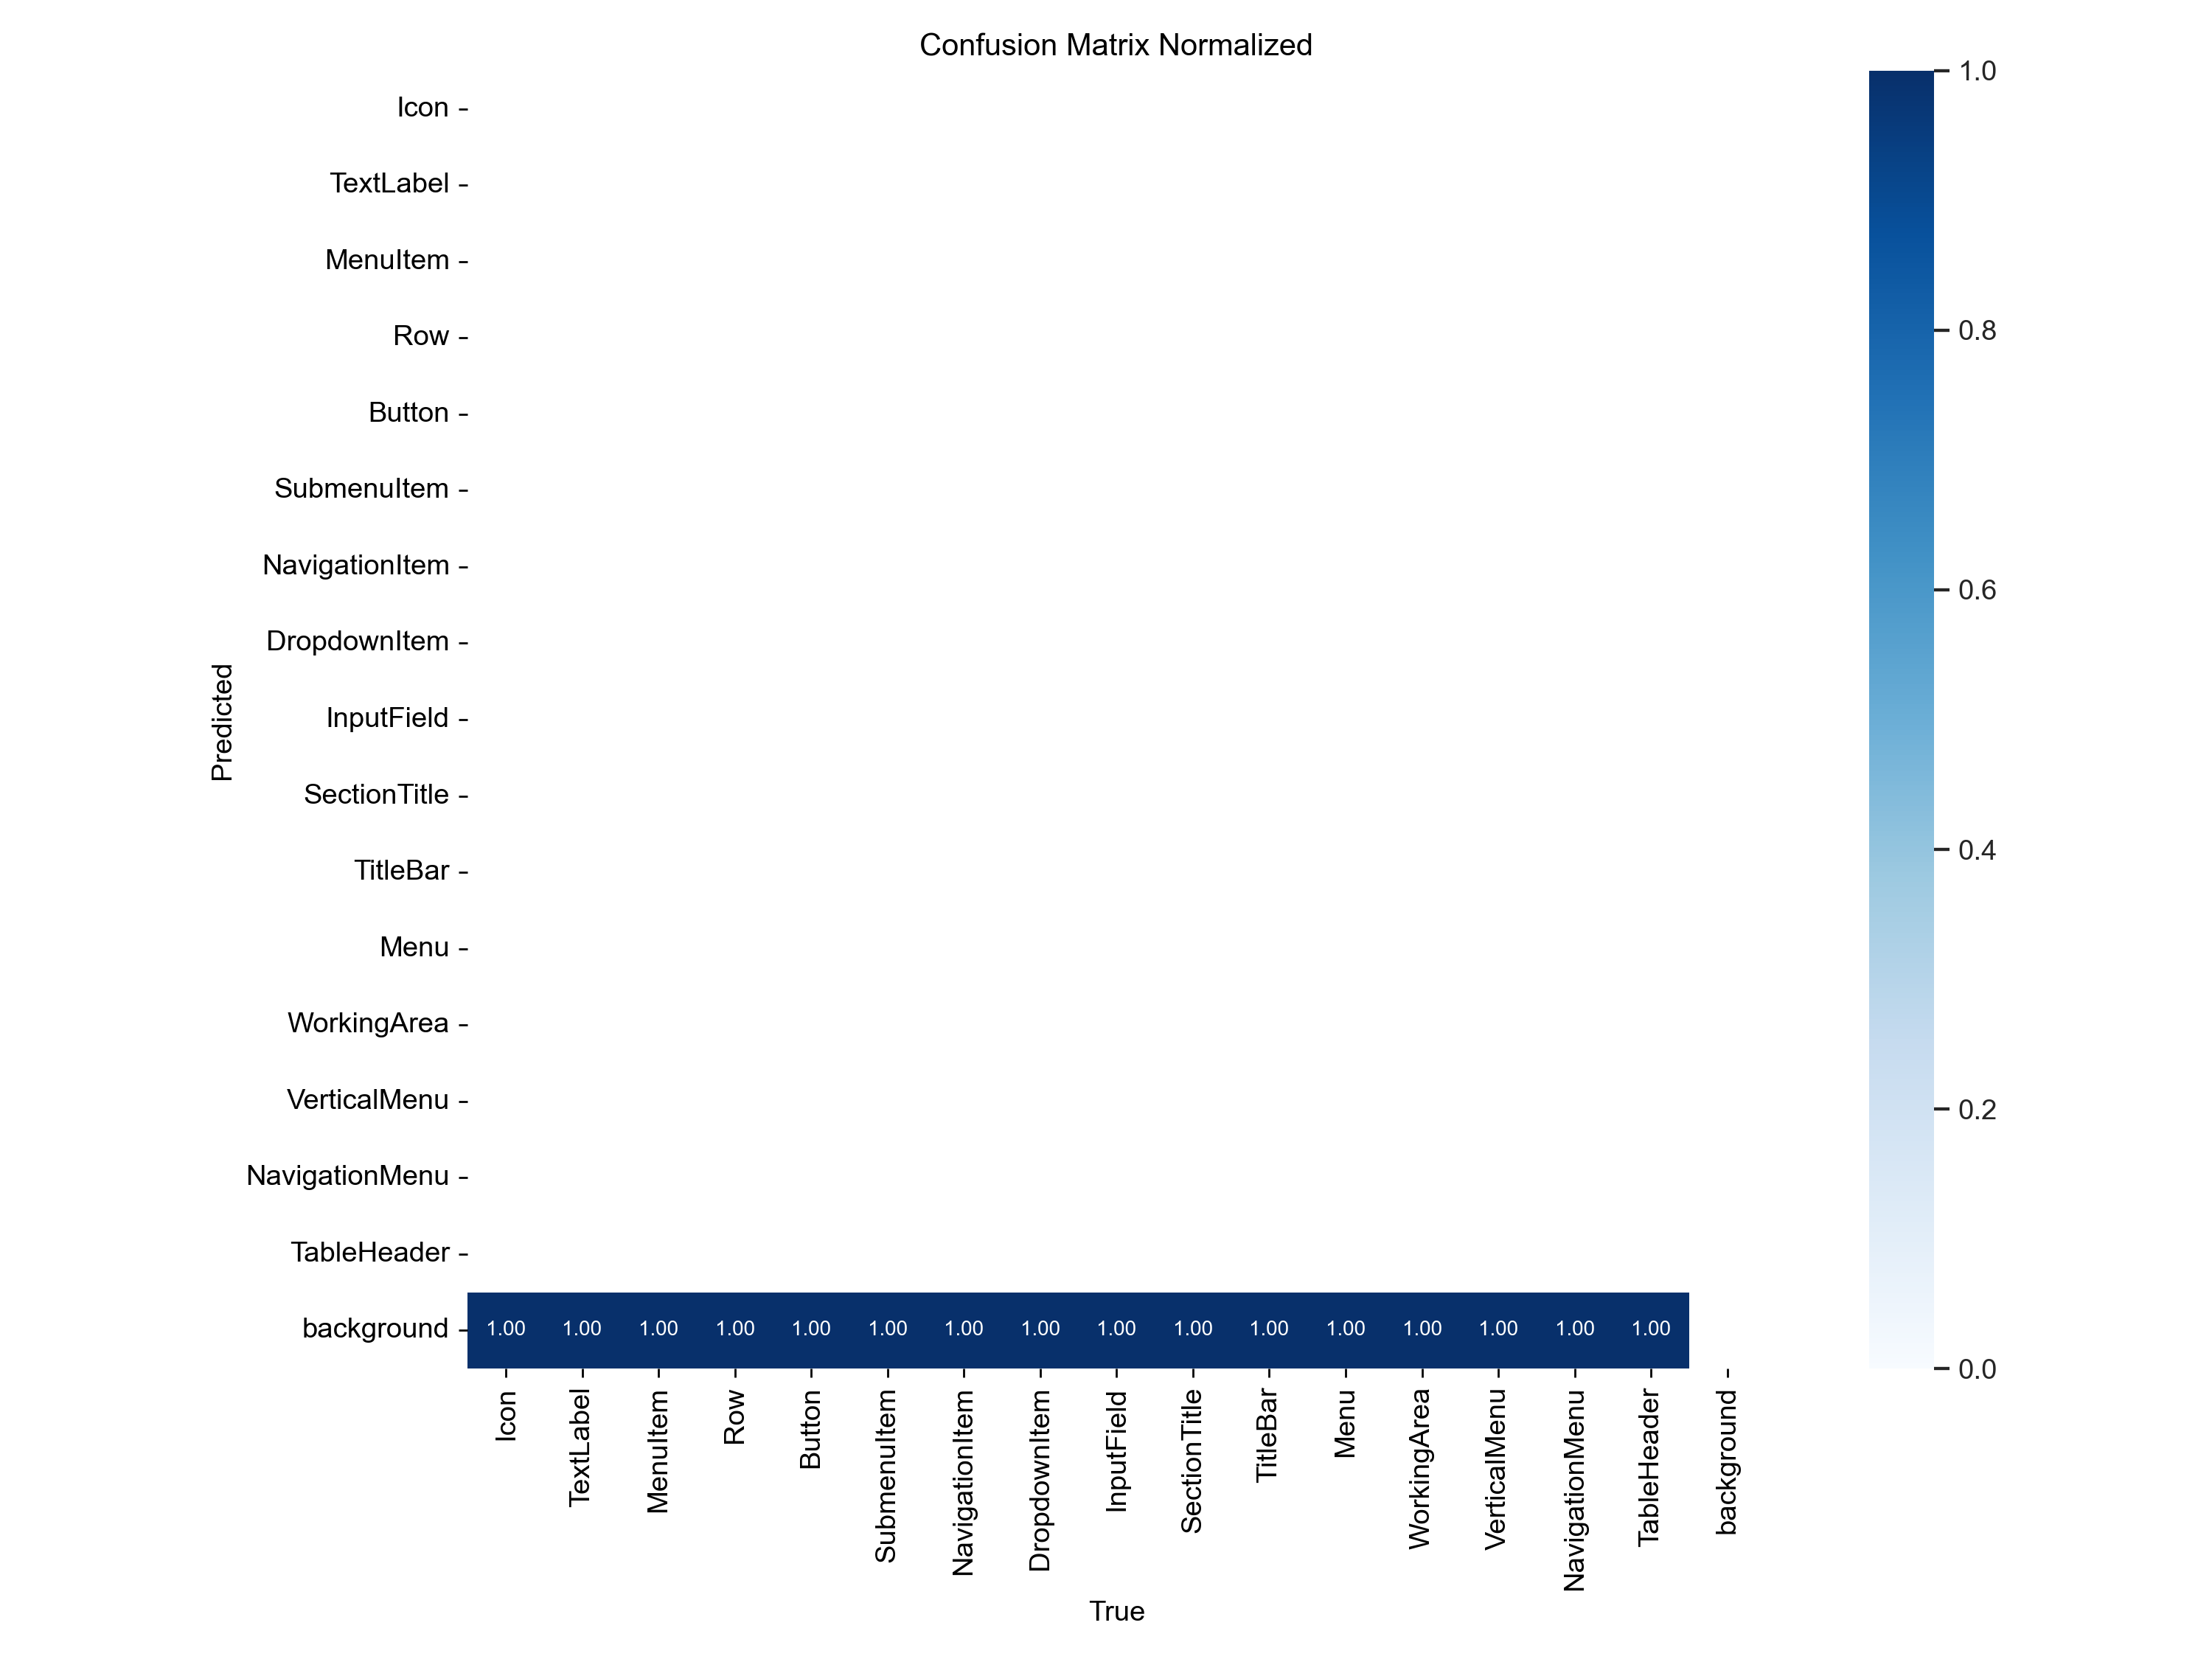 Confusion Matrix Normalized
Icon
TextLabel
MenuItem
Row
Button
SubmenuItem
NavigationItem
DropdownItem
InputField
SectionTitle
TitleBar
Menu
WorkingArea
VerticalMenu
NavigationMenu
TableHeader
background
Predicted
1.00 1.00 1.00 1.00 1.00 1.00 1.00 1.00 1.00 1.00 1.00 1.00 1.00 1.00 1.00 1.00
Icon
TextLabel
MenuItem
Row
Button
SubmenuItem
NavigationItem
DropdownItem
InputField
SectionTitle
TitleBar
Menu
WorkingArea
VerticalMenu
NavigationMenu
TableHeader
background
True
1.0
0.8
0.6
0.4
0.2
0.0